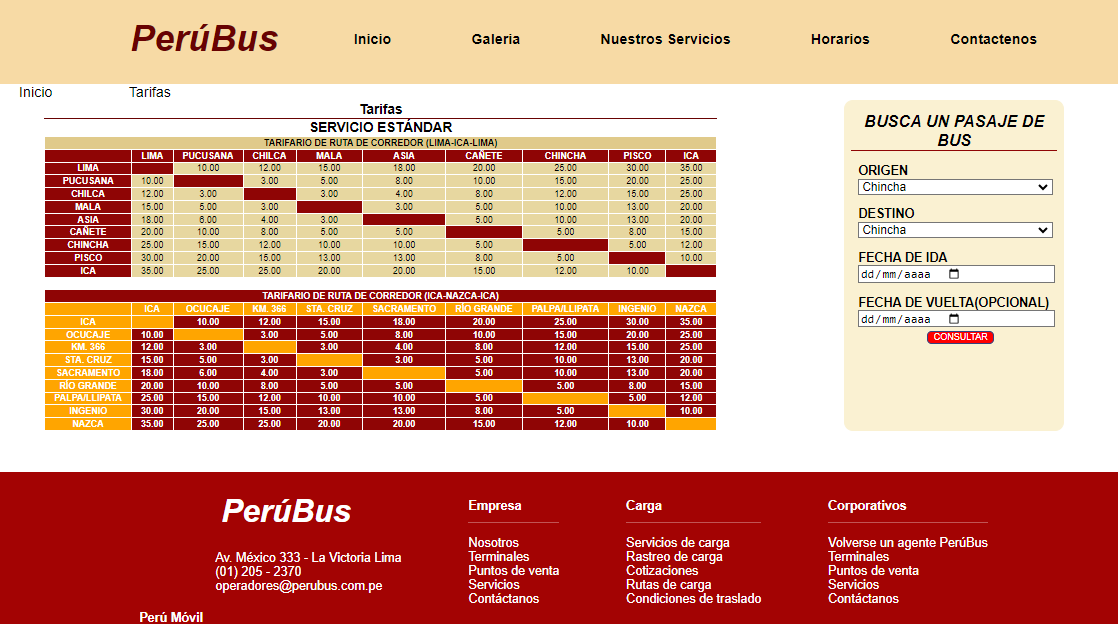 PerúBus
Inicio Galeria Nuestros Servicios Horarios Contactenos
Inicio Tarifas
Tarifas
SERVICIO ESTÁNDAR
TARIFARIO DE RUTA DE CORREDOR (LIMA-ICA-LIMA)
LIMA PUCUSANA CHILCA MALA ASIA CAÑETE CHINCHA PISCO ICA
LIMA 10.00 12.00 15.00 18.00 20.00 25.00 30.00 35.00
PUCUSANA 10.00 3.00 5.00 8.00 10.00 15.00 20.00 25.00
CHILCA 12.00 3.00 3.00 4.00 8.00 12.00 15.00 25.00
MALA 15.00 5.00 3.00 3.00 5.00 10.00 13.00 20.00
ASIA 18.00 6.00 4.00 3.00 5.00 10.00 13.00 20.00
CAÑETE 20.00 10.00 8.00 5.00 5.00 5.00 8.00 15.00
CHINCHA 25.00 15.00 12.00 10.00 10.00 5.00 5.00 12.00
PISCO 30.00 20.00 15.00 13.00 13.00 8.00 5.00 10.00
ICA 35.00 25.00 25.00 20.00 20.00 15.00 12.00 10.00
TARIFARIO DE RUTA DE CORREDOR (ICA-NAZCA-ICA)
ICA OCUCAJE KM. 366 STA. CRUZ SACRAMENTO RÍO GRANDE PALPA/LLIPATA INGENIO NAZCA
ICA 10.00 12.00 15.00 18.00 20.00 25.00 30.00 35.00
OCUCAJE 10.00 3.00 5.00 8.00 10.00 15.00 20.00 25.00
KM. 366 12.00 3.00 3.00 4.00 8.00 12.00 15.00 25.00
STA. CRUZ 15.00 5.00 3.00 3.00 5.00 10.00 13.00 20.00
SACRAMENTO 18.00 6.00 4.00 3.00 5.00 10.00 13.00 20.00
RÍO GRANDE 20.00 10.00 8.00 5.00 5.00 5.00 8.00 15.00
PALPA/LLIPATA 25.00 15.00 12.00 10.00 10.00 5.00 5.00 12.00
INGENIO 30.00 20.00 15.00 13.00 13.00 8.00 5.00 10.00
NAZCA 35.00 25.00 25.00 20.00 20.00 15.00 12.00 10.00
BUSCA UN PASAJE DE
BUS
ORIGEN
Chincha
DESTINO
Chincha
FECHA DE IDA
dd/mm/aaaa
FECHA DE VUELTA(OPCIONAL)
dd/mm/aaaa
CONSULTAR
PerúBus
Av. México 333 - La Victoria Lima
(01) 205 - 2370
operadores@perubus.com.pe
Perú Móvil
Empresa
Nosotros
Terminales
Puntos de venta
Servicios
Contáctanos
Carga
Servicios de carga
Rastreo de carga
Cotizaciones
Rutas de carga
Condiciones de traslado
Corporativos
Volverse un agente PerúBus
Terminales
Puntos de venta
Servicios
Contáctanos